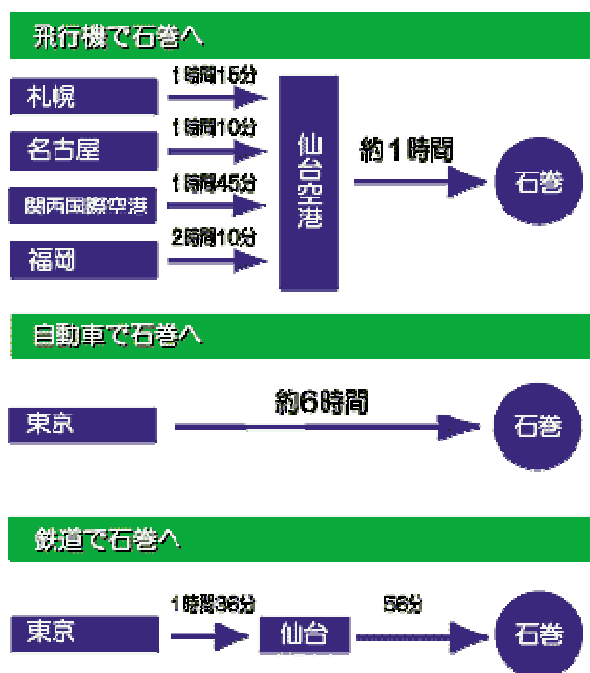 飛行機で石巻へ
札幌
1時間15分
名古屋
1時間10分
関西国際空港
1時間45分
福岡
2時間10分
仙台空港
約1時間
石巻
自動車で石巻へ
東京
約6時間
石巻
鉄道で石巻へ
東京
1時間36分
仙台
56分
石巻